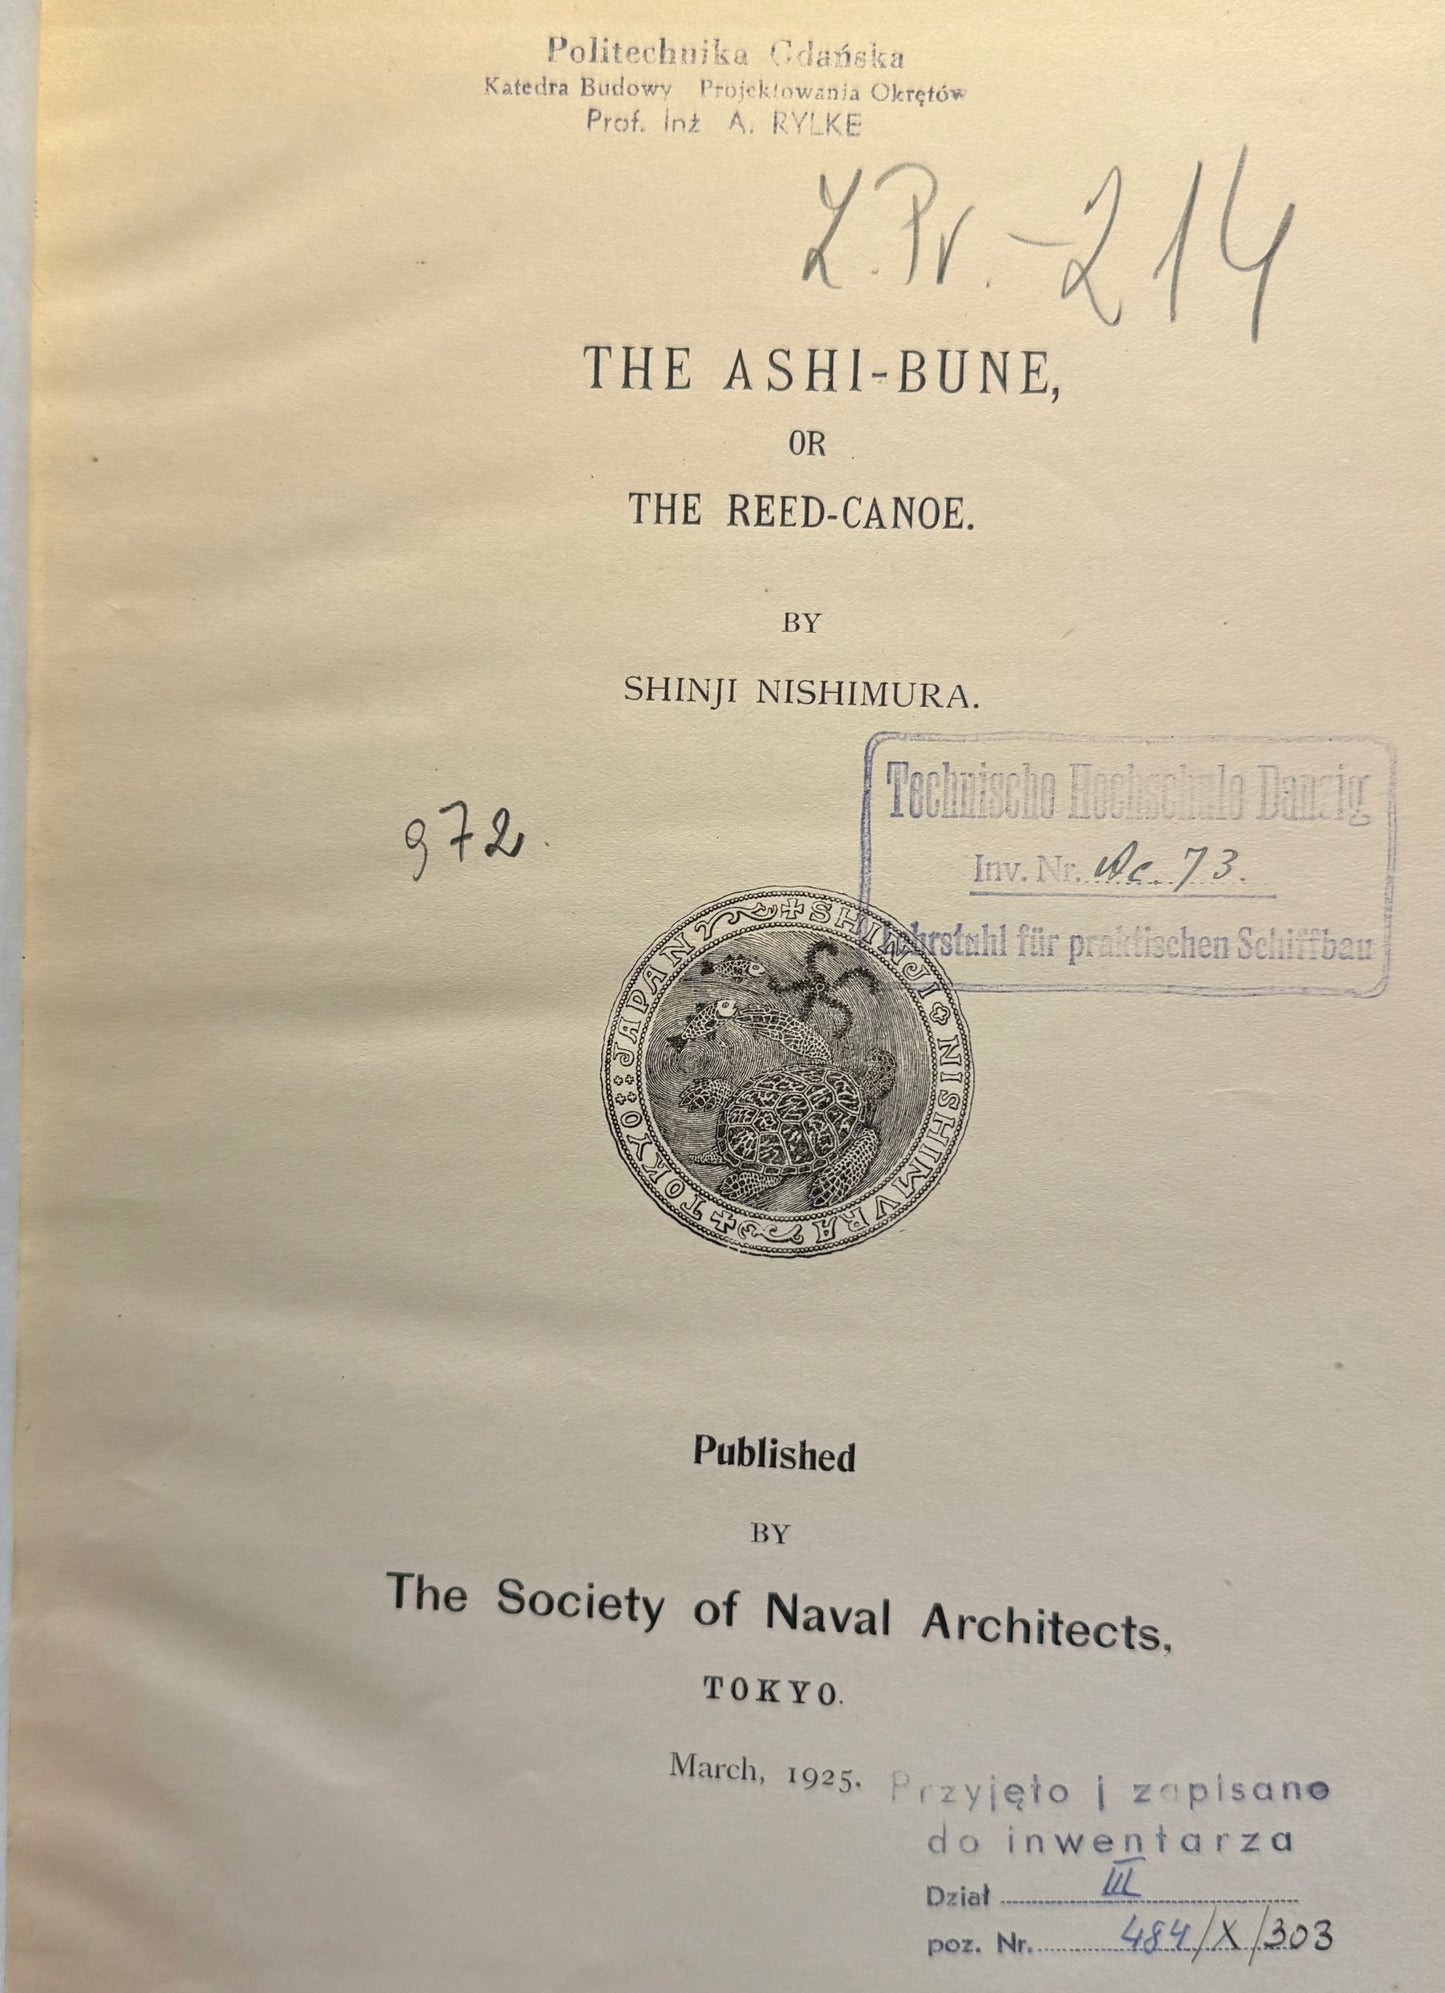 Politechnika Gdańska
Katedra Budowy Projektowania Okrętów
Prof. Inż A. RYLKE
Z.Pr.-214
THE ASHI-BUNE,
OR
THE REED-CANOE.
BY
SHINJI NISHIMURA.
Technische Hochschule Danzig
972.
Inv. Nr. Ac. 73.
Lehrstuhl für praktischen Schiffbau
SHINJI NISHIMVRA TOKYO JAPAN
Published
BY
The Society of Naval Architects,
TOKYO.
March, 1925.
Przyjęto i zapisano
do inwentarza
Dział III
poz. Nr. 484/X/303